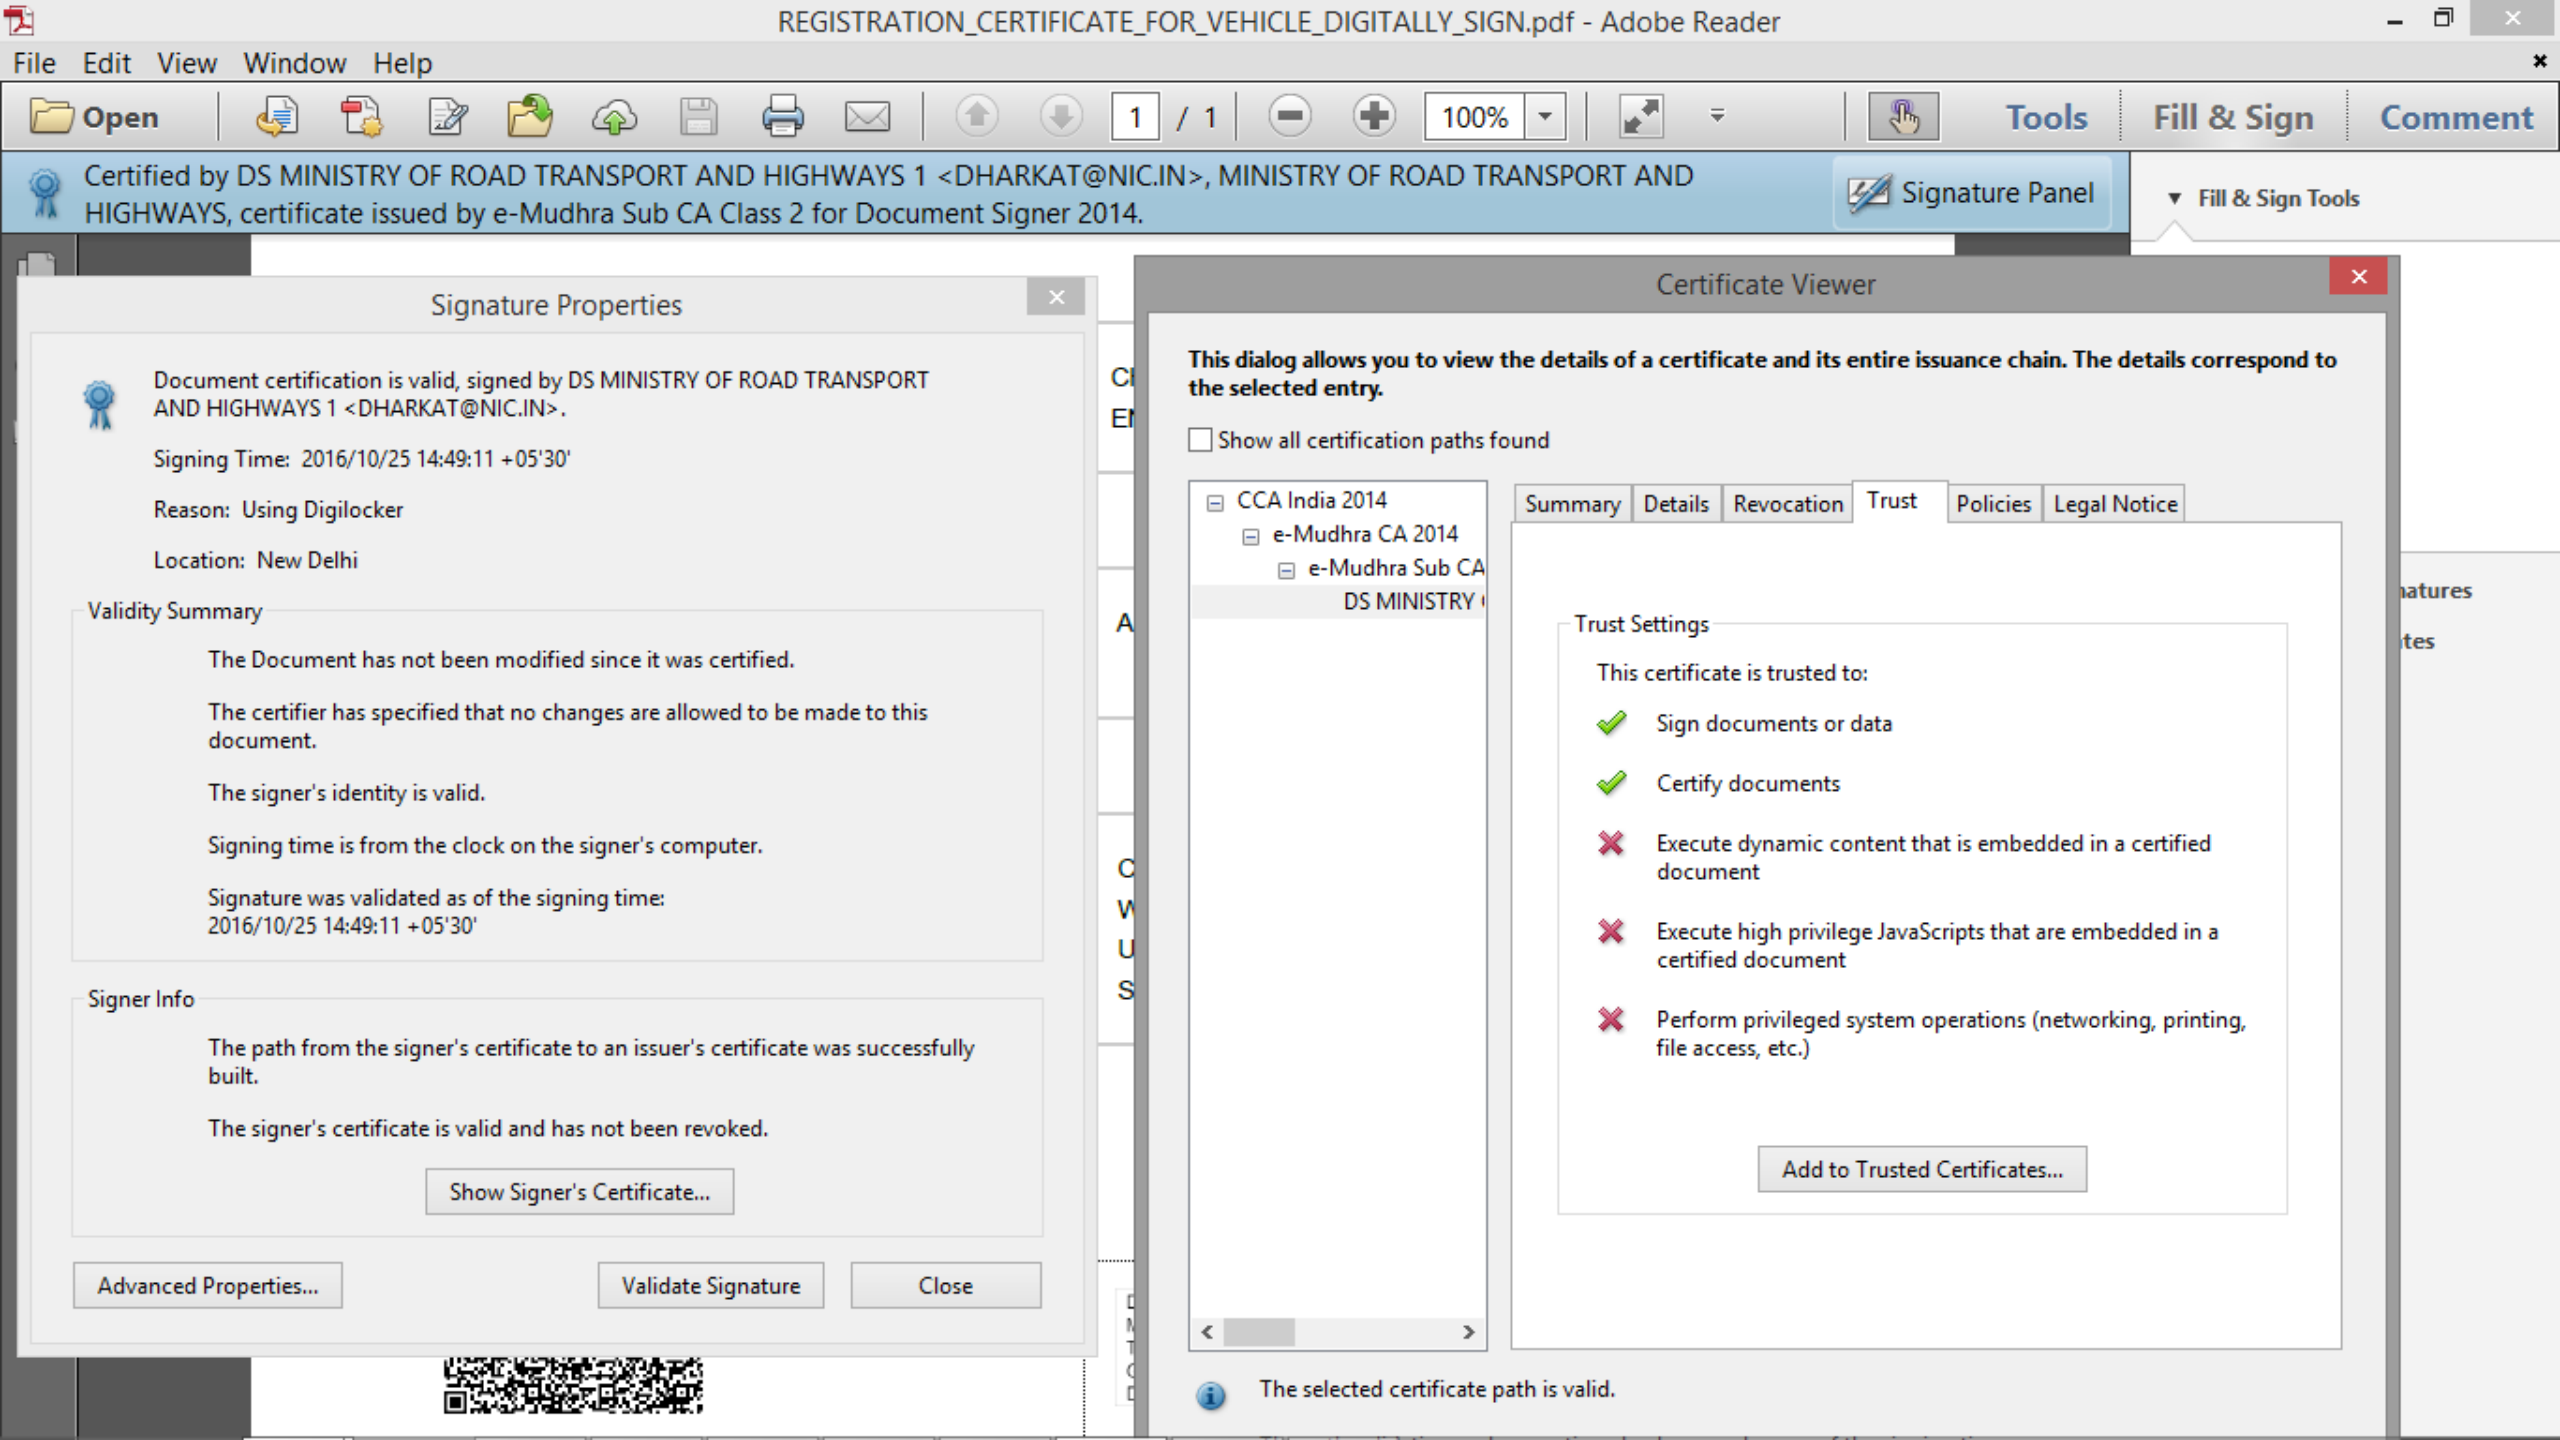 REGISTRATION_CERTIFICATE_FOR_VEHICLE_DIGITALLY_SIGN.pdf - Adobe Reader
File Edit View Window Help
Open
1 / 1
100%
Tools
Fill & Sign
Comment
Certified by DS MINISTRY OF ROAD TRANSPORT AND HIGHWAYS 1 <DHARKAT@NIC.IN>, MINISTRY OF ROAD TRANSPORT AND
HIGHWAYS, certificate issued by e-Mudhra Sub CA Class 2 for Document Signer 2014.
Signature Panel
Fill & Sign Tools
Signature Properties
Document certification is valid, signed by DS MINISTRY OF ROAD TRANSPORT
AND HIGHWAYS 1 <DHARKAT@NIC.IN>.
Signing Time: 2016/10/25 14:49:11 +05'30'
Reason: Using Digilocker
Location: New Delhi
Validity Summary
The Document has not been modified since it was certified.
The certifier has specified that no changes are allowed to be made to this
document.
The signer's identity is valid.
Signing time is from the clock on the signer's computer.
Signature was validated as of the signing time:
2016/10/25 14:49:11 +05'30'
Signer Info
The path from the signer's certificate to an issuer's certificate was successfully
built.
The signer's certificate is valid and has not been revoked.
Show Signer's Certificate...
Advanced Properties...
Validate Signature
Close
Certificate Viewer
This dialog allows you to view the details of a certificate and its entire issuance chain. The details correspond to
the selected entry.
Show all certification paths found
CCA India 2014
e-Mudhra CA 2014
e-Mudhra Sub CA
DS MINISTRY
Summary Details Revocation Trust Policies Legal Notice
Trust Settings
This certificate is trusted to:
Sign documents or data
Certify documents
Execute dynamic content that is embedded in a certified
document
Execute high privilege JavaScripts that are embedded in a
certified document
Perform privileged system operations (networking, printing,
file access, etc.)
Add to Trusted Certificates...
The selected certificate path is valid.